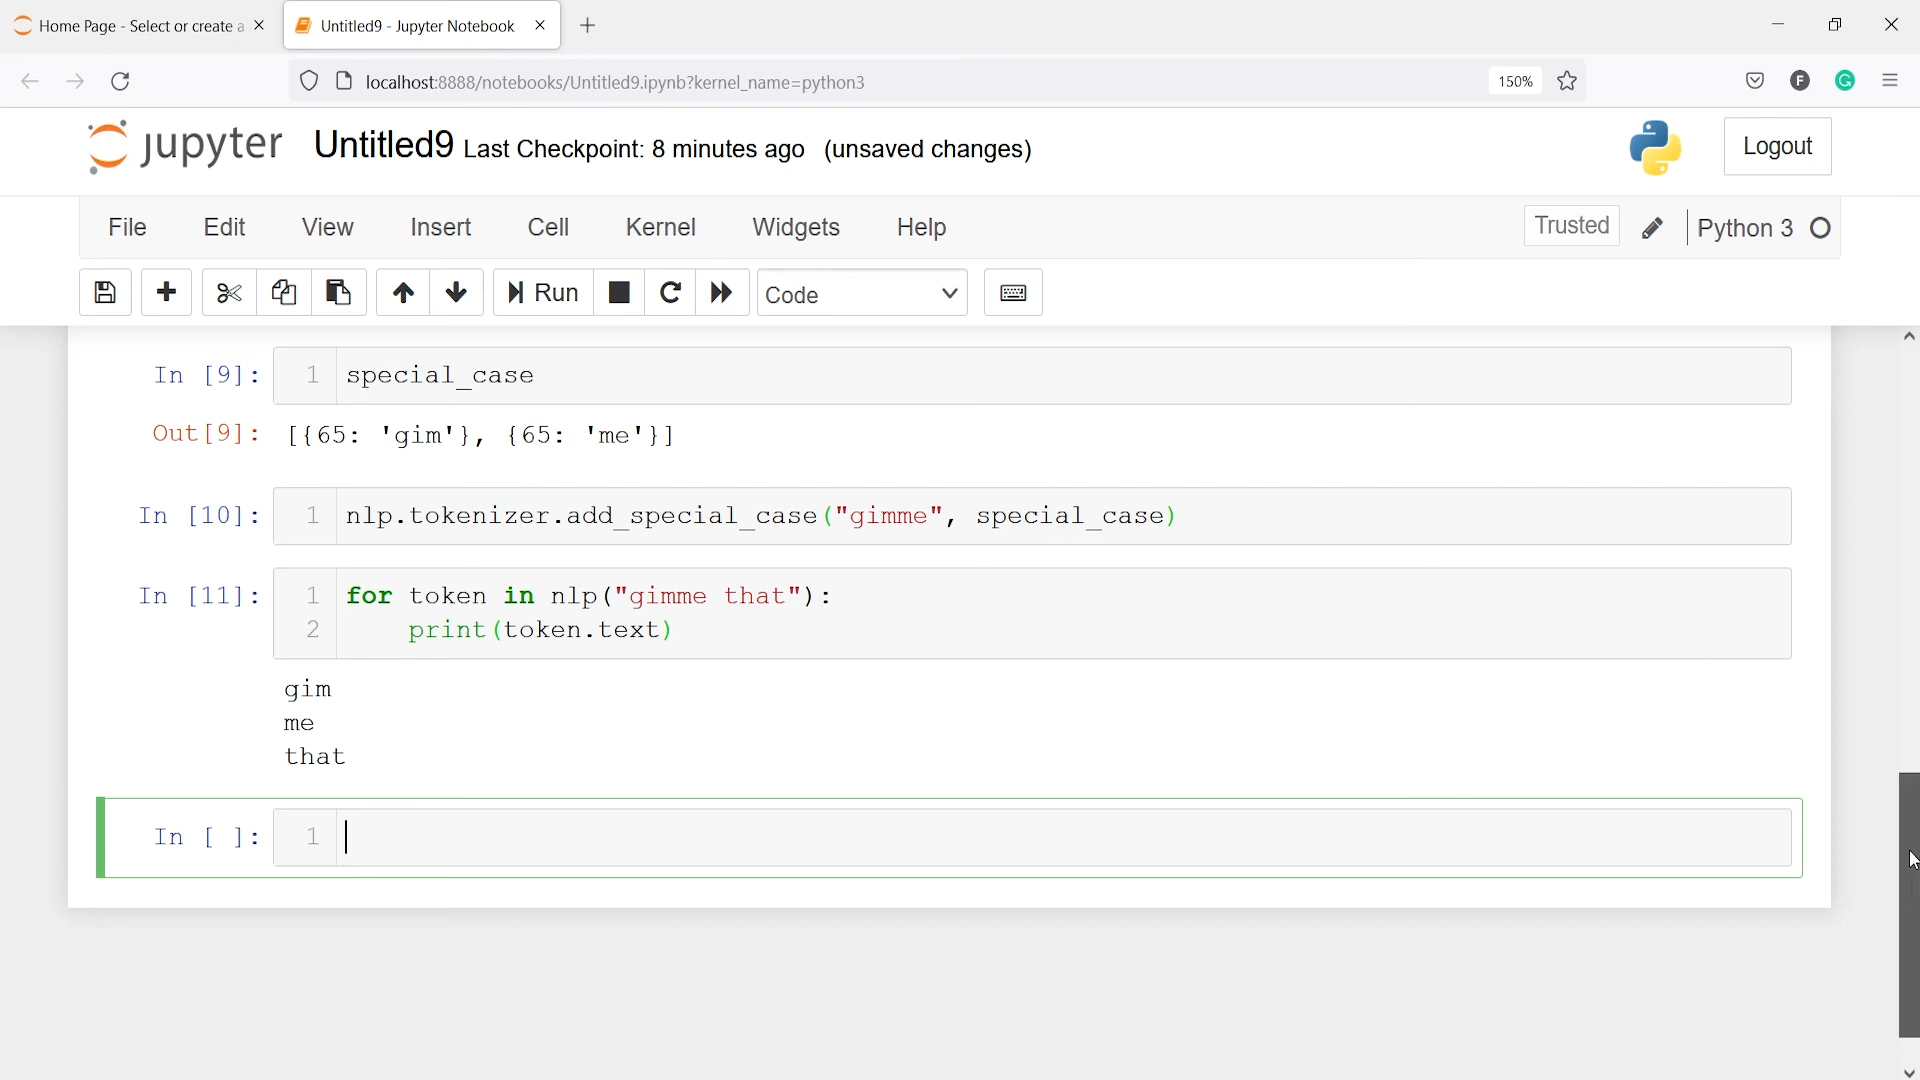 Home Page - Select or create a
Untitled9 - Jupyter Notebook
localhost:8888/notebooks/Untitled9.ipynb?kernel_name=python3
150%
F
G
jupyter Untitled9 Last Checkpoint: 8 minutes ago (unsaved changes)
Logout
File Edit View Insert Cell Kernel Widgets Help
Trusted Python 3
Run
Code
In [9]: 1 special_case
Out[9]: [{65: 'gim'}, {65: 'me'}]
In [10]: 1 nlp.tokenizer.add_special_case("gimme", special_case)
In [11]: 1 for token in nlp("gimme that"):
2 print(token.text)
gim
me
that
In [ ]: 1